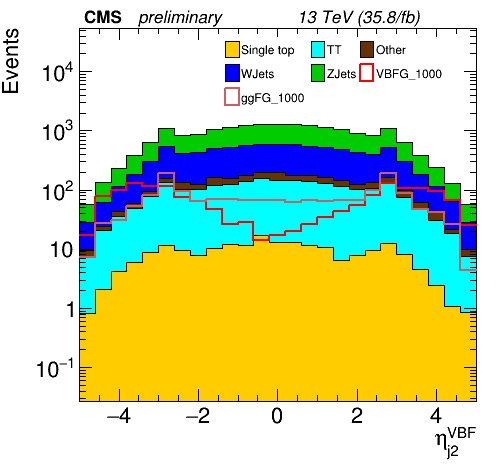 CMS preliminary 13 TeV (35.8/fb)
Events
Single top TT Other
WJets ZJets VBFG_1000
ggFG_1000
10⁴
10³
10²
10
1
10⁻¹
−4 −2 0 2 4
η_j2^VBF